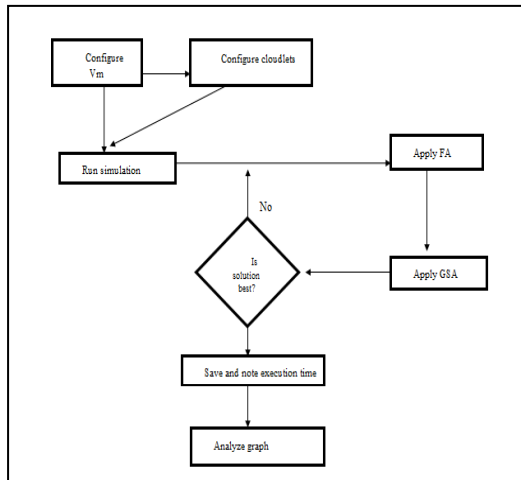 Configure
Vm
Configure cloudlets
Run simulation
Apply FA
No
Is
solution
best?
Apply GSA
Save and note execution time
Analyze graph